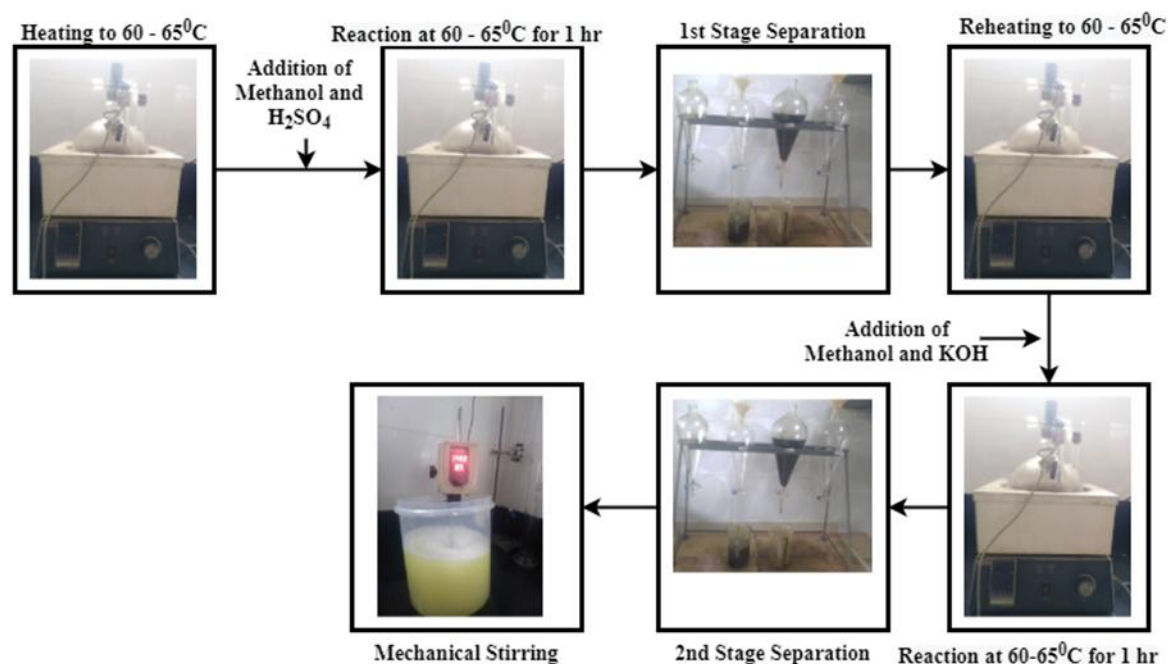 Heating to 60 - 65⁰C
Addition of
Methanol and
H₂SO₄
Reaction at 60 - 65⁰C for 1 hr
1st Stage Separation
Reheating to 60 - 65⁰C
Addition of
Methanol and KOH
Reaction at 60-65⁰C for 1 hr
2nd Stage Separation
Mechanical Stirring